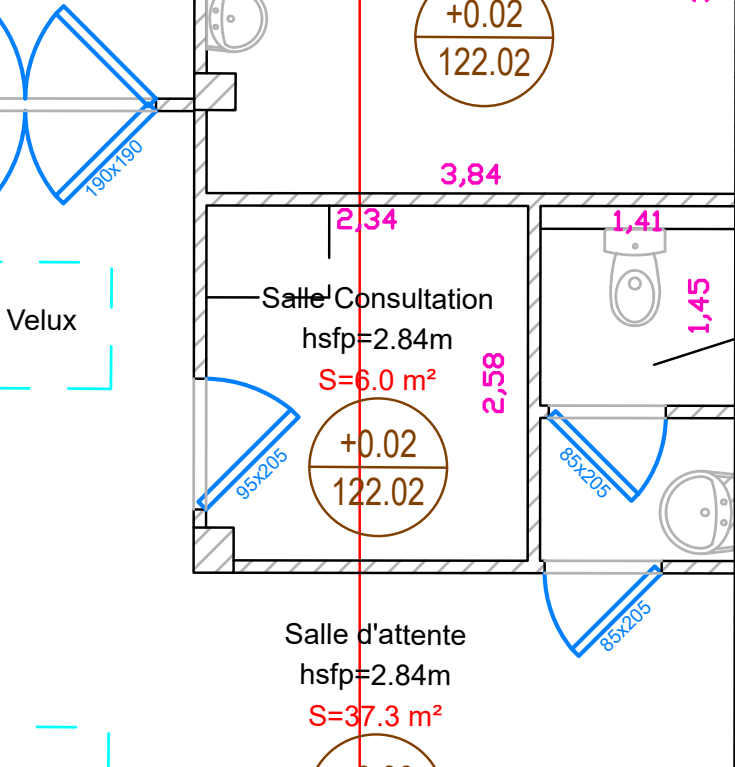 +0.02
122.02
190x190
3,84
2,34
1,41
1,45
Velux
Salle Consultation
hsfp=2.84m
S=6.0 m²
2,58
+0.02
122.02
95x205
85x205
85x205
Salle d'attente
hsfp=2.84m
S=37.3 m²